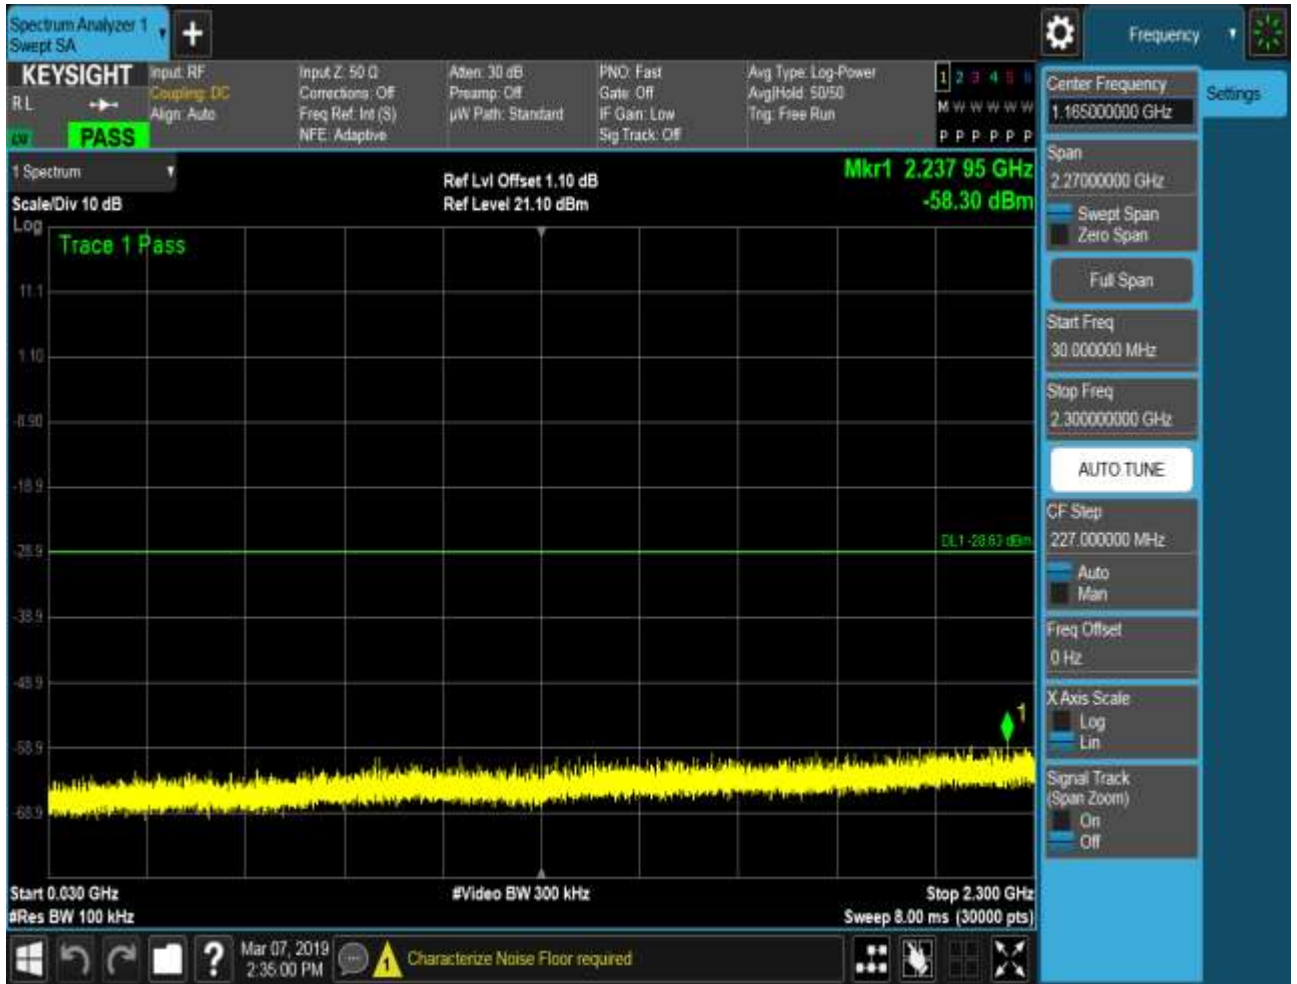 Spectrum Analyzer 1
Swept SA
+
Frequency
KEYSIGHT
R L
LXI
PASS
Input: RF
Coupling: DC
Align: Auto
Input Z: 50 Ω
Corrections: Off
Freq Ref: Int (S)
NFE: Adaptive
Atten: 30 dB
Preamp: Off
µW Path: Standard
PNO: Fast
Gate: Off
IF Gain: Low
Sig Track: Off
Avg Type: Log-Power
Avg|Hold: 50/50
Trig: Free Run
1 2 3 4 5 6
M W W W W W
P P P P P P
1 Spectrum
Scale/Div 10 dB
Log
Ref Lvl Offset 1.10 dB
Ref Level 21.10 dBm
Mkr1 2.237 95 GHz
-58.30 dBm
Trace 1 Pass
11.1
1.10
-8.90
-18.9
-28.9
-38.9
-48.9
-58.9
-68.9
DL1 -28.63 dBm
1
Start 0.030 GHz
#Res BW 100 kHz
#Video BW 300 kHz
Stop 2.300 GHz
Sweep 8.00 ms (30000 pts)
Center Frequency
1.165000000 GHz
Settings
Span
2.27000000 GHz
Swept Span
Zero Span
Full Span
Start Freq
30.000000 MHz
Stop Freq
2.300000000 GHz
AUTO TUNE
CF Step
227.000000 MHz
Auto
Man
Freq Offset
0 Hz
X Axis Scale
Log
Lin
Signal Track
(Span Zoom)
On
Off
?
Mar 07, 2019
2:35:00 PM
1
Characterize Noise Floor required